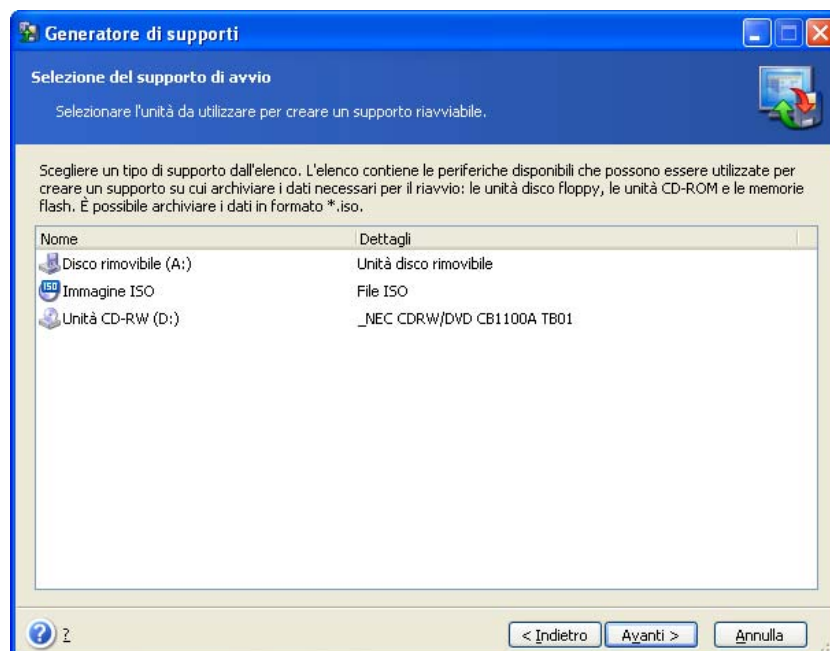 Generatore di supporti
Selezione del supporto di avvio
Selezionare l'unità da utilizzare per creare un supporto riavviabile.
Scegliere un tipo di supporto dall'elenco. L'elenco contiene le periferiche disponibili che possono essere utilizzate per
creare un supporto su cui archiviare i dati necessari per il riavvio: le unità disco floppy, le unità CD-ROM e le memorie
flash. È possibile archiviare i dati in formato *.iso.
Nome Dettagli
Disco rimovibile (A:) Unità disco rimovibile
ISO Immagine ISO File ISO
Unità CD-RW (D:) _NEC CDRW/DVD CB1100A TB01
? ? < Indietro Avanti > Annulla